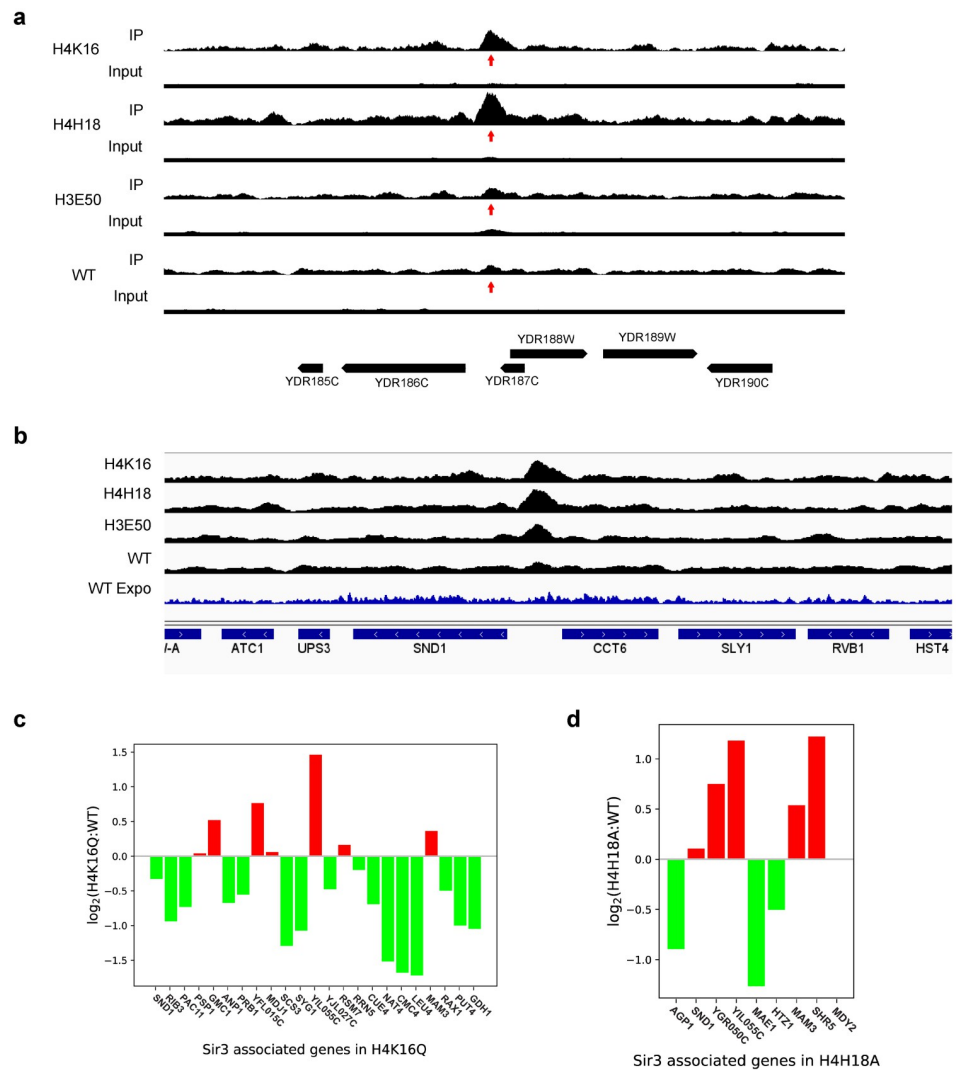 a
H4K16
IP
Input
H4H18
IP
Input
H3E50
IP
Input
WT
IP
Input
YDR188W
YDR189W
YDR185C
YDR186C
YDR187C
YDR190C
b
H4K16
H4H18
H3E50
WT
WT Expo
/-A
ATC1
UPS3
SND1
CCT6
SLY1
RVB1
HST4
c
log2(H4K16Q:WT)
1.5
1.0
0.5
0.0
−0.5
−1.0
−1.5
SND1
RIB3
PAC11
PSP1
GMC1
ANP1
PRB1
YFL015C
MDJ1
SCS3
SYG1
YIL055C
YJL027C
RSM7
RRN5
CUE4
NAT4
CMC4
LEU4
MAM3
RAX1
PUT4
GDH1
Sir3 associated genes in H4K16Q
d
log2(H4H18A:WT)
1.0
0.5
0.0
−0.5
−1.0
AGP1
SND1
YGR050C
YIL055C
MAE1
HTZ1
MAM3
SHR5
MDY2
Sir3 associated genes in H4H18A